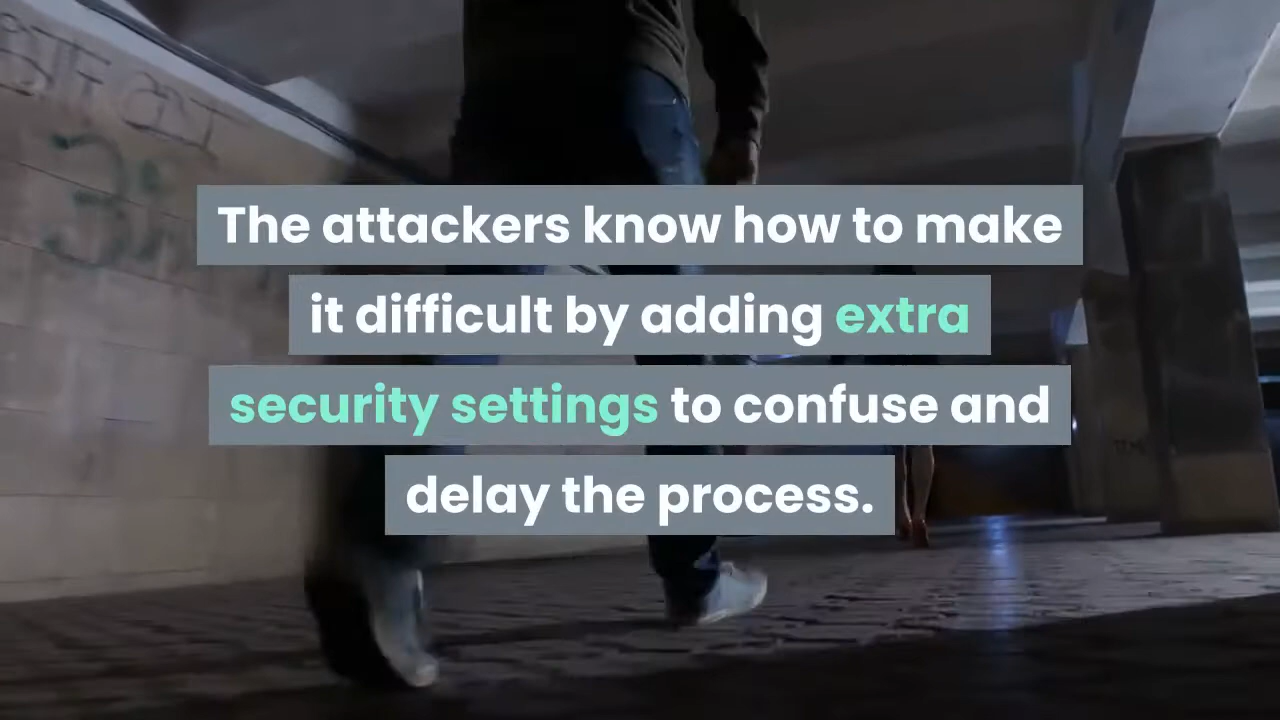 The attackers know how to make
it difficult by adding extra
security settings to confuse and
delay the process.